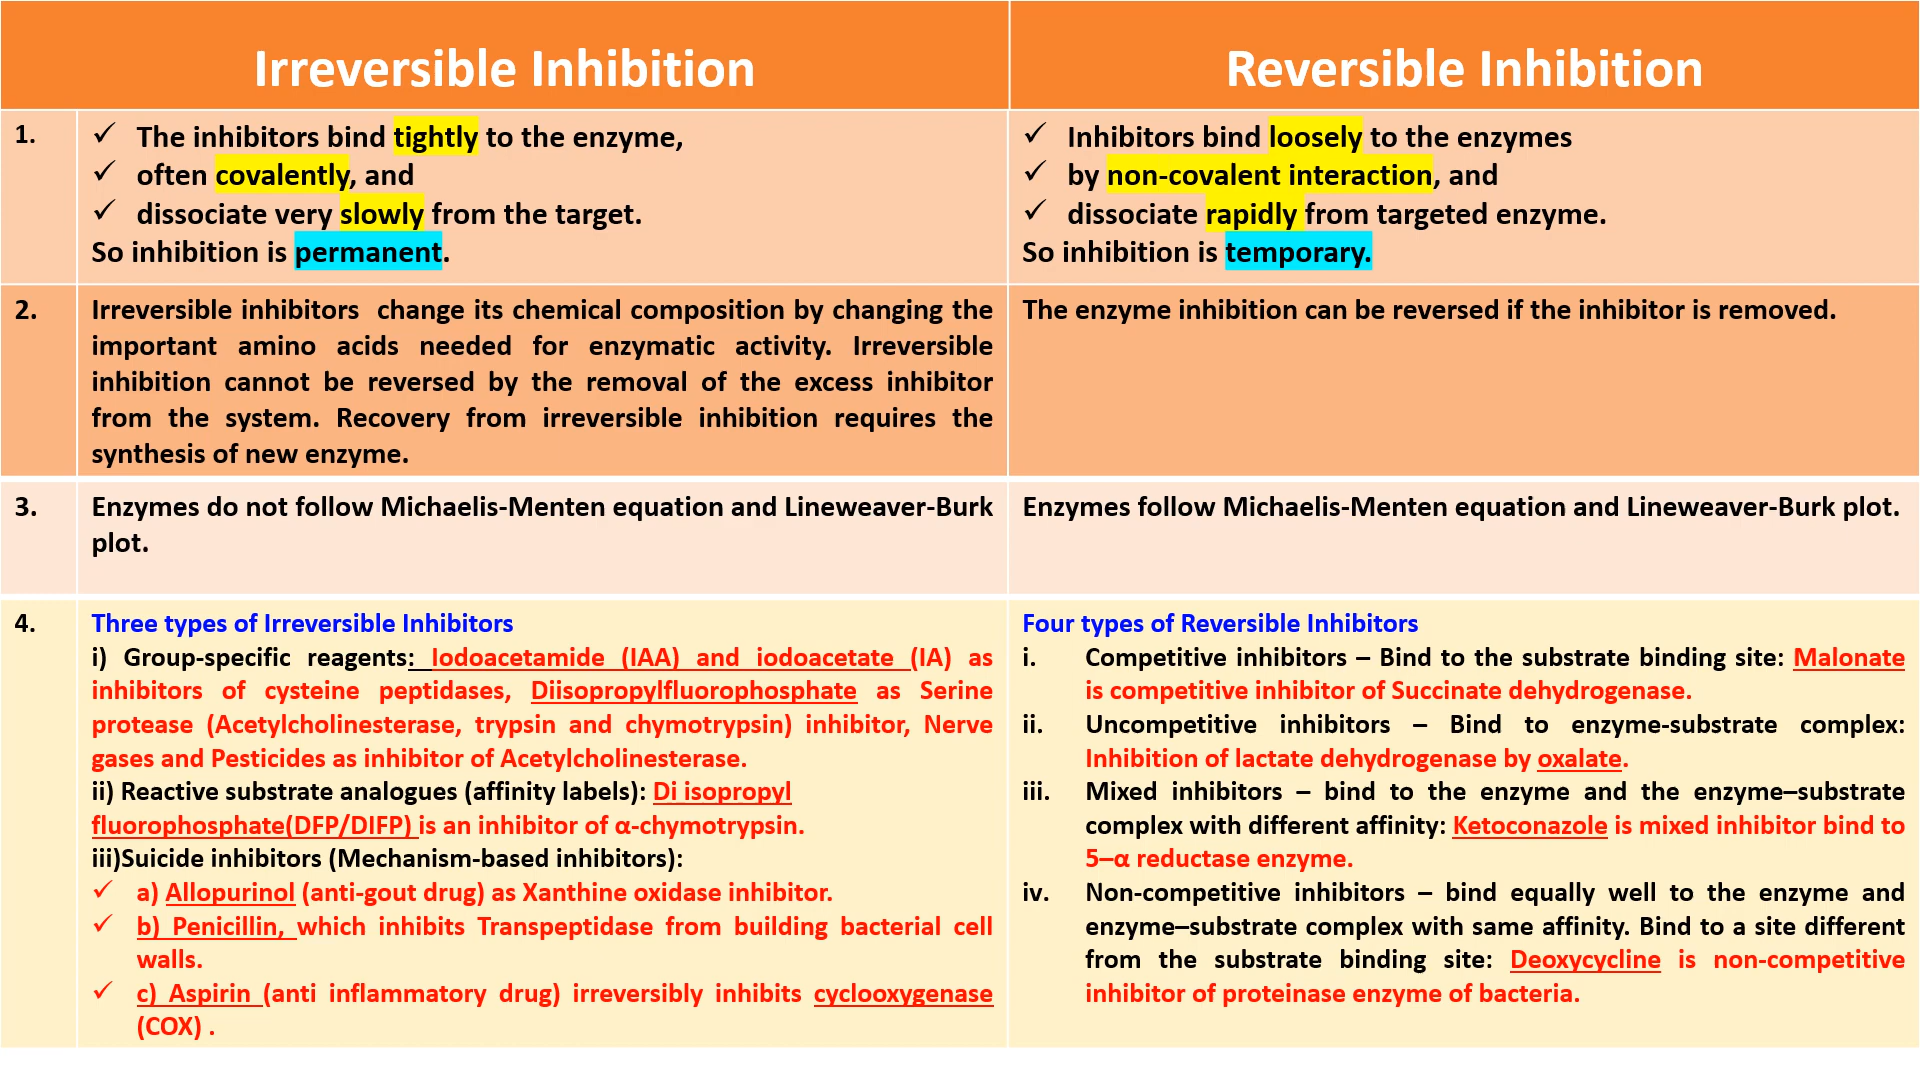 Irreversible Inhibition
Reversible Inhibition
1.
✓ The inhibitors bind tightly to the enzyme,
✓ often covalently, and
✓ dissociate very slowly from the target.
So inhibition is permanent.
✓ Inhibitors bind loosely to the enzymes
✓ by non-covalent interaction, and
✓ dissociate rapidly from targeted enzyme.
So inhibition is temporary.
2.
Irreversible inhibitors change its chemical composition by changing the
important amino acids needed for enzymatic activity. Irreversible
inhibition cannot be reversed by the removal of the excess inhibitor
from the system. Recovery from irreversible inhibition requires the
synthesis of new enzyme.
The enzyme inhibition can be reversed if the inhibitor is removed.
3.
Enzymes do not follow Michaelis-Menten equation and Lineweaver-Burk
plot.
Enzymes follow Michaelis-Menten equation and Lineweaver-Burk plot.
4.
Three types of Irreversible Inhibitors
i) Group-specific reagents: Iodoacetamide (IAA) and iodoacetate (IA) as
inhibitors of cysteine peptidases, Diisopropylfluorophosphate as Serine
protease (Acetylcholinesterase, trypsin and chymotrypsin) inhibitor, Nerve
gases and Pesticides as inhibitor of Acetylcholinesterase.
ii) Reactive substrate analogues (affinity labels): Di isopropyl
fluorophosphate(DFP/DIFP) is an inhibitor of α-chymotrypsin.
iii)Suicide inhibitors (Mechanism-based inhibitors):
✓ a) Allopurinol (anti-gout drug) as Xanthine oxidase inhibitor.
✓ b) Penicillin, which inhibits Transpeptidase from building bacterial cell
walls.
✓ c) Aspirin (anti inflammatory drug) irreversibly inhibits cyclooxygenase
(COX) .
Four types of Reversible Inhibitors
i. Competitive inhibitors – Bind to the substrate binding site: Malonate
is competitive inhibitor of Succinate dehydrogenase.
ii. Uncompetitive inhibitors – Bind to enzyme-substrate complex:
Inhibition of lactate dehydrogenase by oxalate.
iii. Mixed inhibitors – bind to the enzyme and the enzyme–substrate
complex with different affinity: Ketoconazole is mixed inhibitor bind to
5–α reductase enzyme.
iv. Non-competitive inhibitors – bind equally well to the enzyme and
enzyme–substrate complex with same affinity. Bind to a site different
from the substrate binding site: Deoxycycline is non-competitive
inhibitor of proteinase enzyme of bacteria.